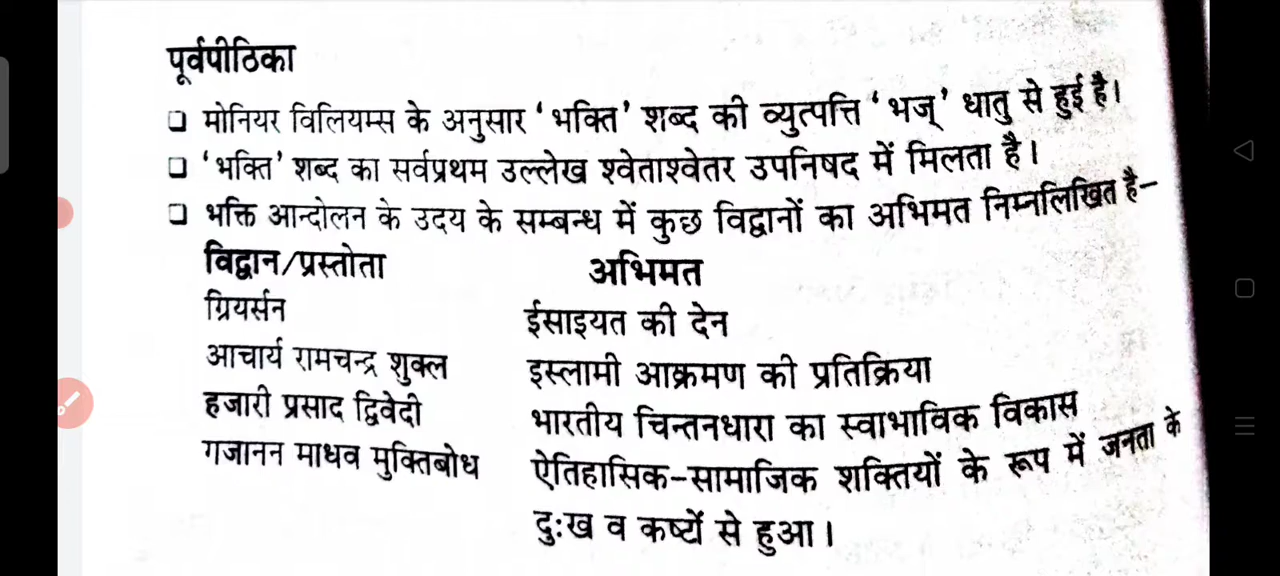 पूर्वपीठिका
❑ मोनियर विलियम्स के अनुसार ‘भक्ति’ शब्द की व्युत्पत्ति ‘भज्’ धातु से हुई है।
❑ ‘भक्ति’ शब्द का सर्वप्रथम उल्लेख श्वेताश्वेतर उपनिषद में मिलता है।
❑ भक्ति आन्दोलन के उदय के सम्बन्ध में कुछ विद्वानों का अभिमत निम्नलिखित है–
विद्वान/प्रस्तोता अभिमत
ग्रियर्सन ईसाइयत की देन
आचार्य रामचन्द्र शुक्ल इस्लामी आक्रमण की प्रतिक्रिया
हजारी प्रसाद द्विवेदी भारतीय चिन्तनधारा का स्वाभाविक विकास
गजानन माधव मुक्तिबोध ऐतिहासिक-सामाजिक शक्तियों के रूप में जनता के
दुःख व कष्टों से हुआ।